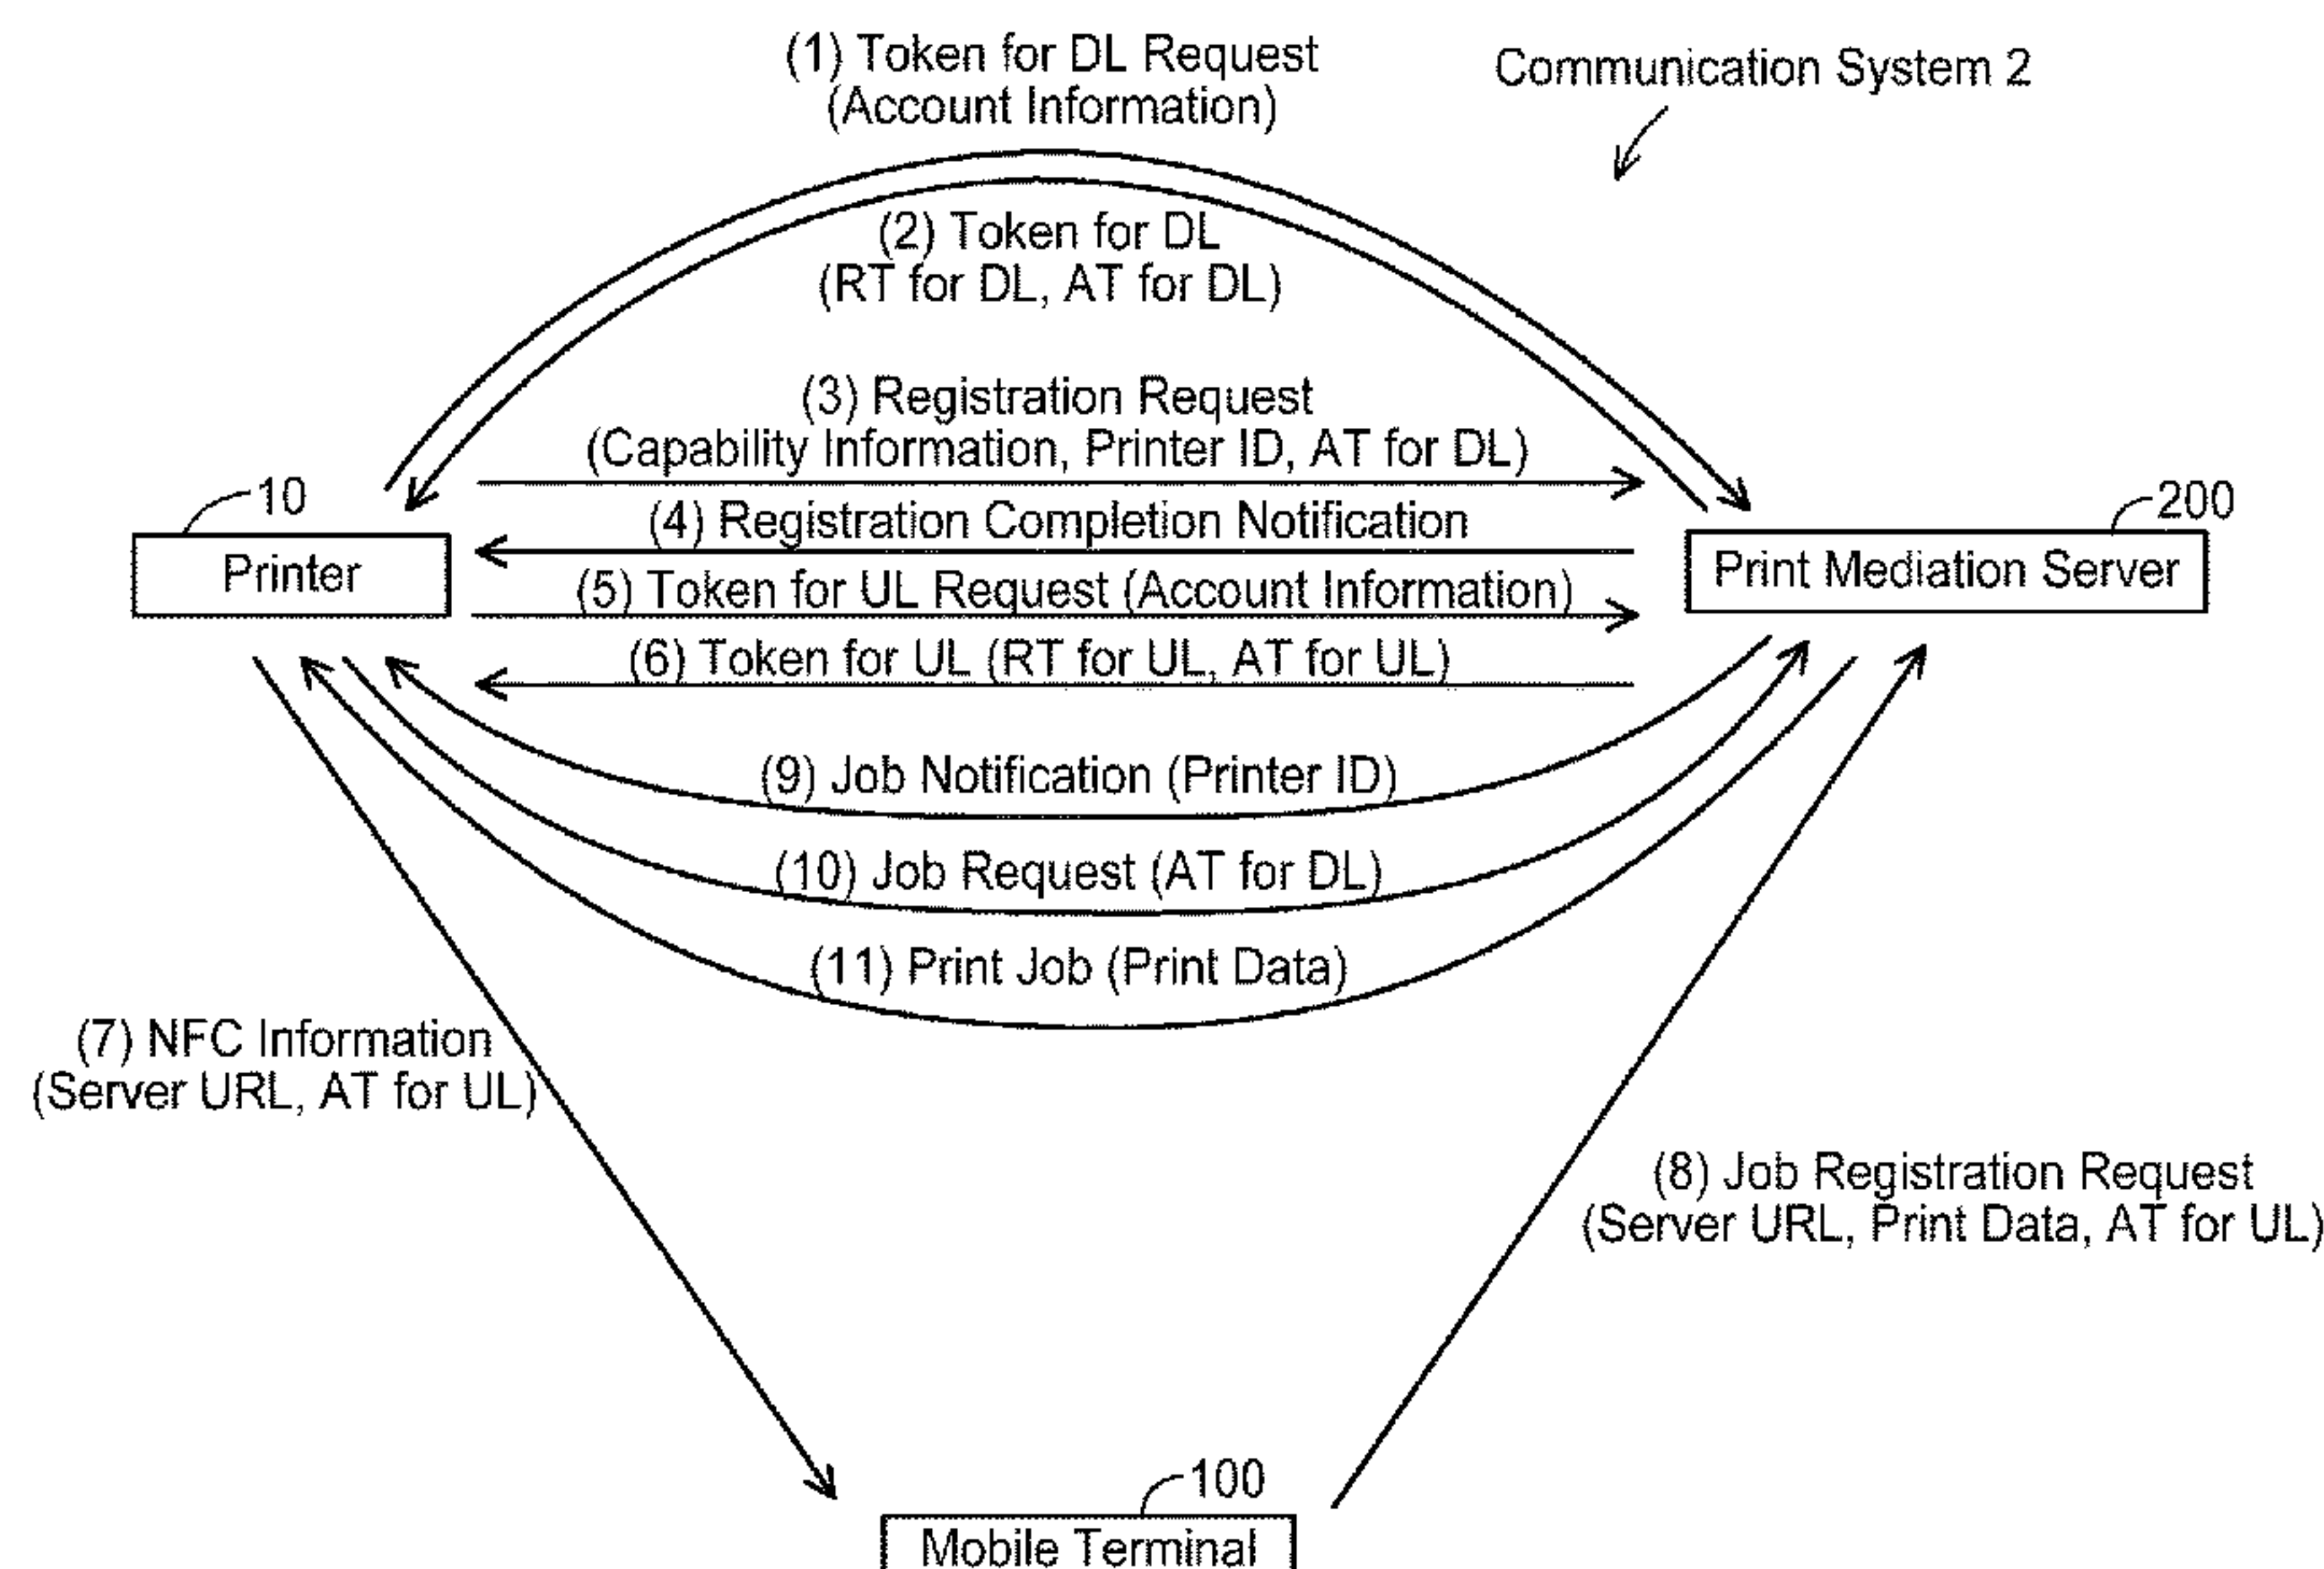 (1) Token for DL Request
(Account Information)
Communication System 2
(2) Token for DL
(RT for DL, AT for DL)
(3) Registration Request
(Capability Information, Printer ID, AT for DL)
10
(4) Registration Completion Notification
200
Printer
Print Mediation Server
(5) Token for UL Request (Account Information)
(6) Token for UL (RT for UL, AT for UL)
(9) Job Notification (Printer ID)
(10) Job Request (AT for DL)
(11) Print Job (Print Data)
(7) NFC Information
(Server URL, AT for UL)
(8) Job Registration Request
(Server URL, Print Data, AT for UL)
100
Mobile Terminal